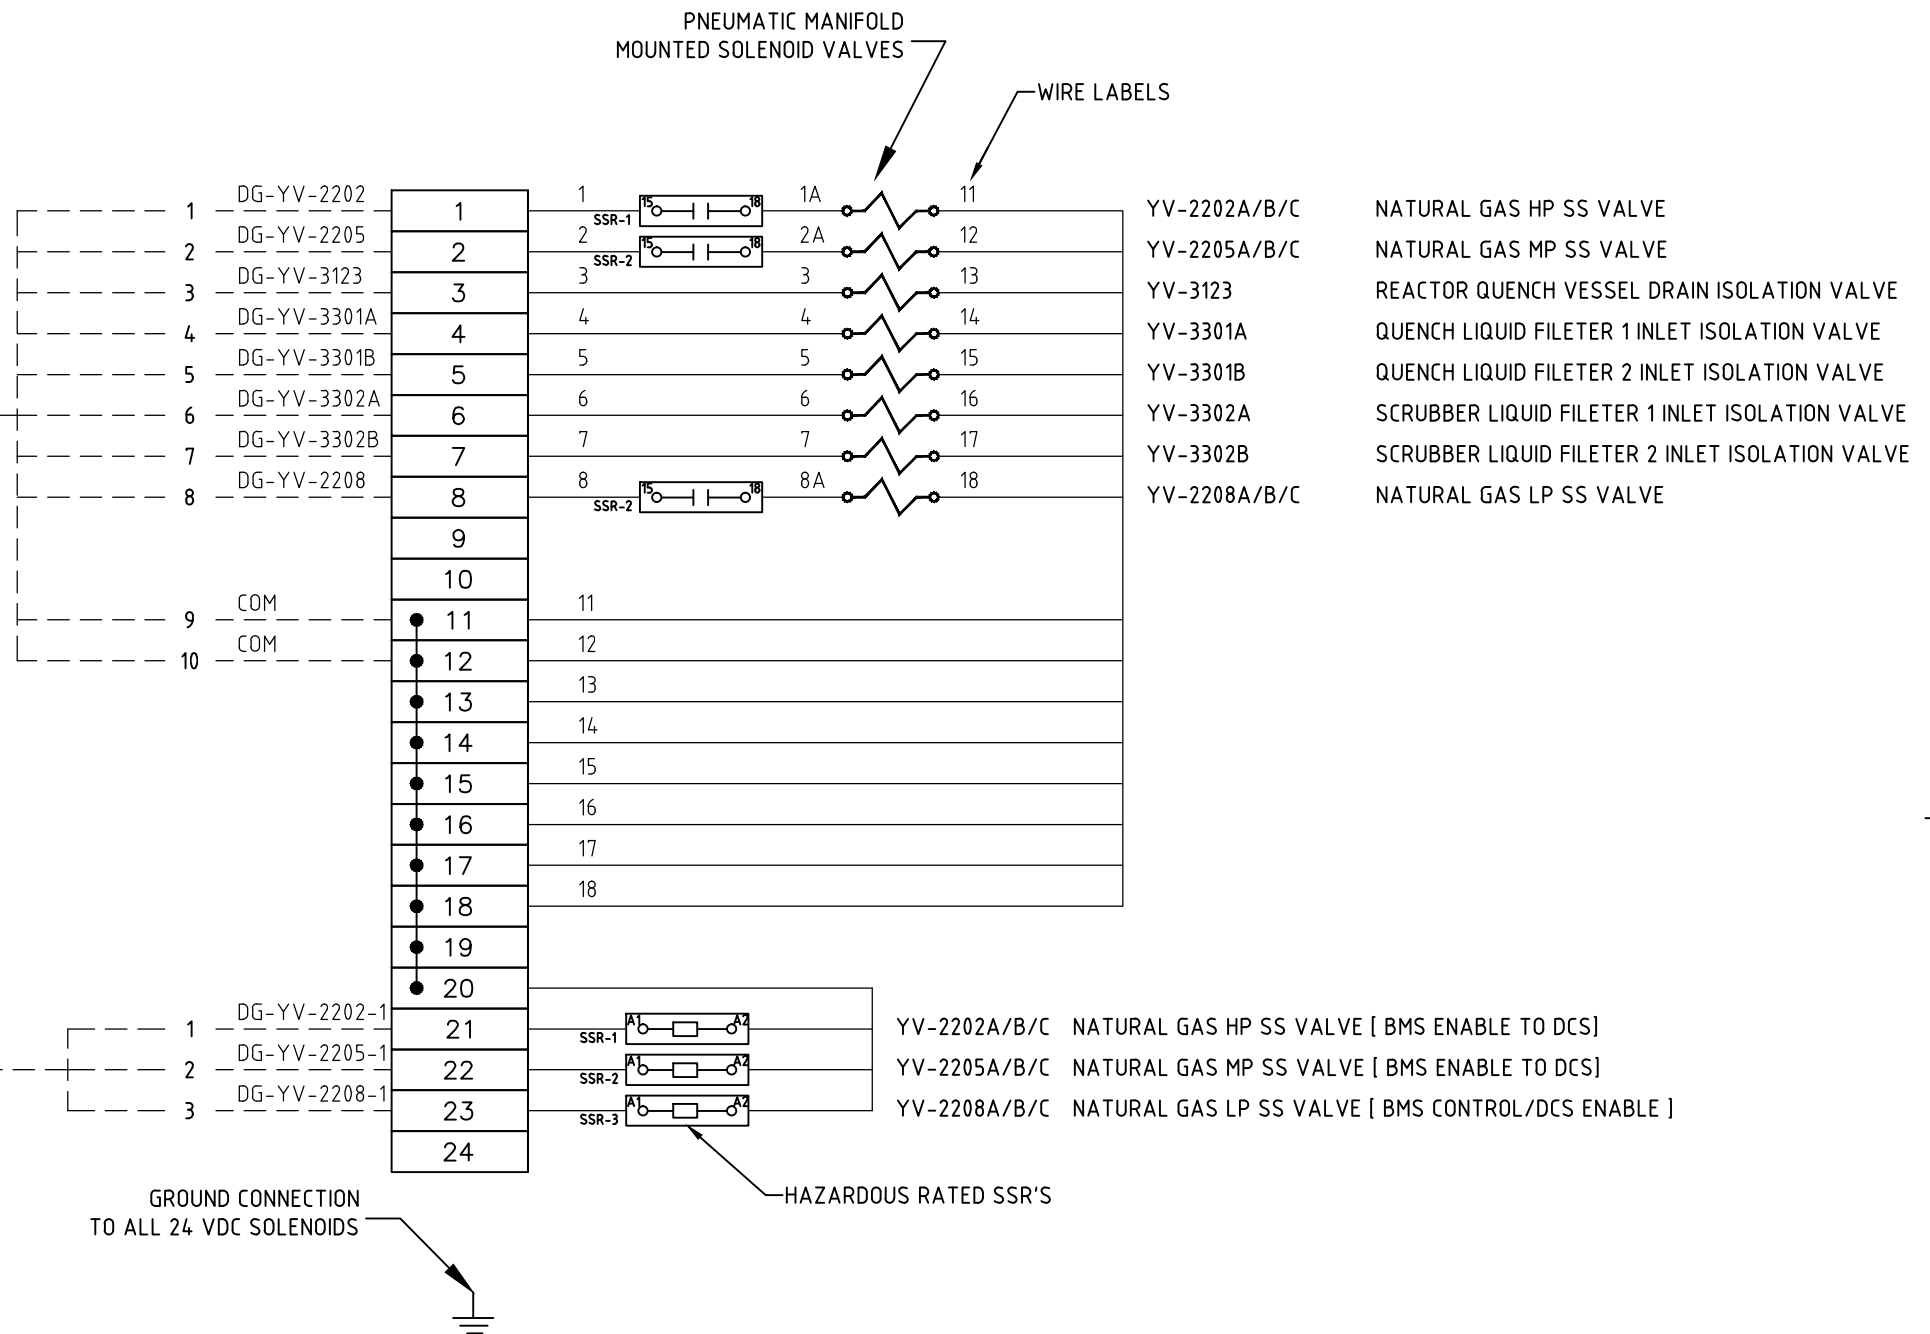 PNEUMATIC MANIFOLD
MOUNTED SOLENOID VALVES
WIRE LABELS
1 DG-YV-2202 1 1 SSR-1 15 18 1A 11 YV-2202A/B/C NATURAL GAS HP SS VALVE
2 DG-YV-2205 2 2 SSR-2 15 18 2A 12 YV-2205A/B/C NATURAL GAS MP SS VALVE
3 DG-YV-3123 3 3 3 13 YV-3123 REACTOR QUENCH VESSEL DRAIN ISOLATION VALVE
4 DG-YV-3301A 4 4 4 14 YV-3301A QUENCH LIQUID FILETER 1 INLET ISOLATION VALVE
5 DG-YV-3301B 5 5 5 15 YV-3301B QUENCH LIQUID FILETER 2 INLET ISOLATION VALVE
6 DG-YV-3302A 6 6 6 16 YV-3302A SCRUBBER LIQUID FILETER 1 INLET ISOLATION VALVE
7 DG-YV-3302B 7 7 7 17 YV-3302B SCRUBBER LIQUID FILETER 2 INLET ISOLATION VALVE
8 DG-YV-2208 8 8 SSR-2 15 18 8A 18 YV-2208A/B/C NATURAL GAS LP SS VALVE
9
10
9 COM 11 11
10 COM 12 12
13 13
14 14
15 15
16 16
17 17
18 18
19
20
1 DG-YV-2202-1 21 SSR-1 A1 A2 YV-2202A/B/C NATURAL GAS HP SS VALVE [ BMS ENABLE TO DCS]
2 DG-YV-2205-1 22 SSR-2 A1 A2 YV-2205A/B/C NATURAL GAS MP SS VALVE [ BMS ENABLE TO DCS]
3 DG-YV-2208-1 23 SSR-3 A1 A2 YV-2208A/B/C NATURAL GAS LP SS VALVE [ BMS CONTROL/DCS ENABLE ]
24
HAZARDOUS RATED SSR'S
GROUND CONNECTION
TO ALL 24 VDC SOLENOIDS